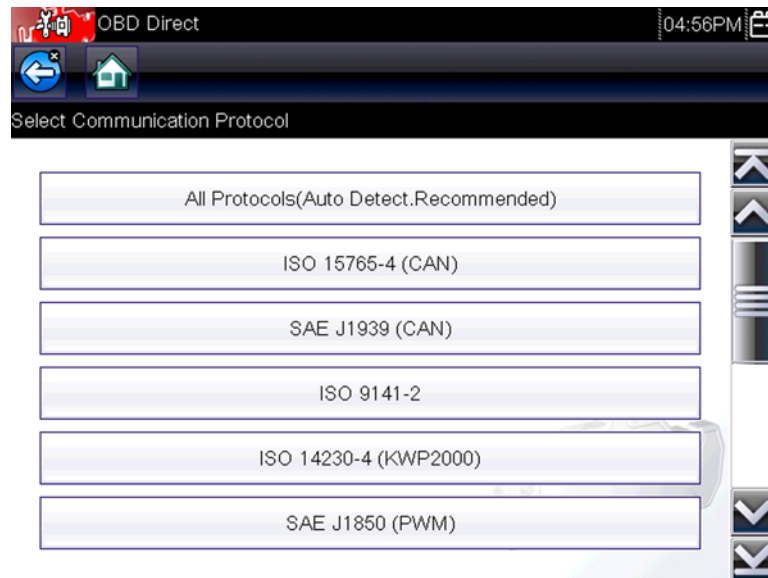 OBD Direct
04:56PM
Select Communication Protocol
All Protocols(Auto Detect.Recommended)
ISO 15765-4 (CAN)
SAE J1939 (CAN)
ISO 9141-2
ISO 14230-4 (KWP2000)
SAE J1850 (PWM)